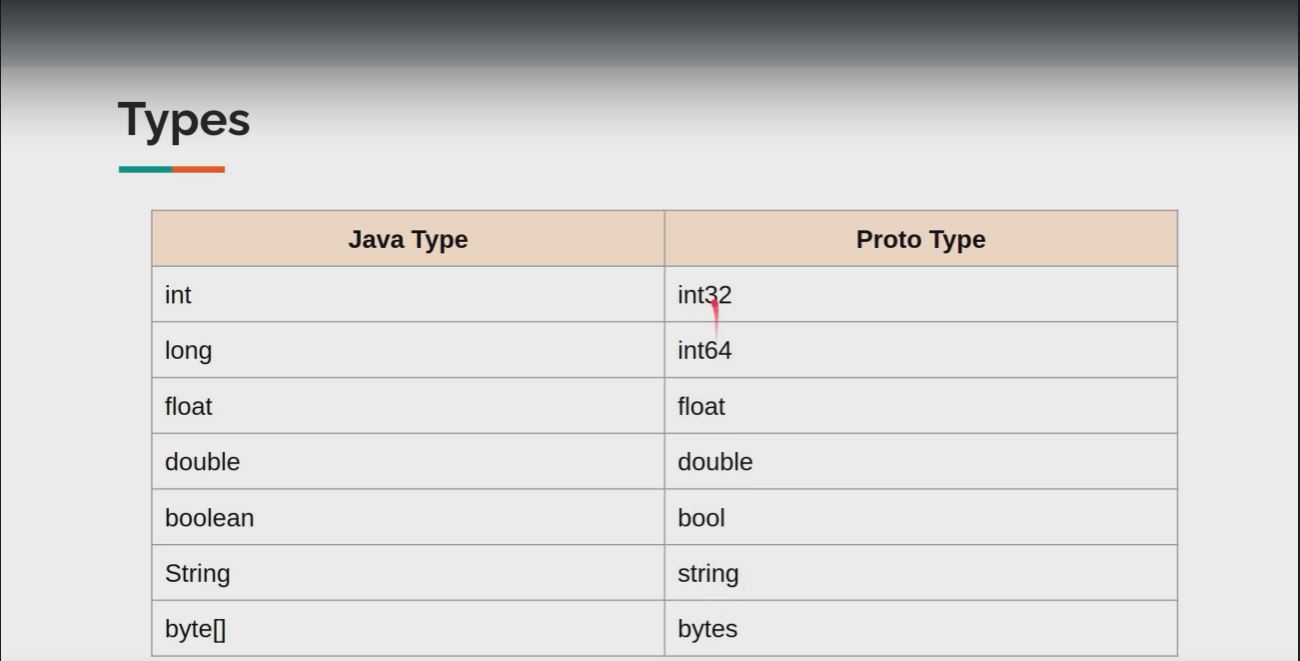 Types
Java Type Proto Type
int int32
long int64
float float
double double
boolean bool
String string
byte[] bytes